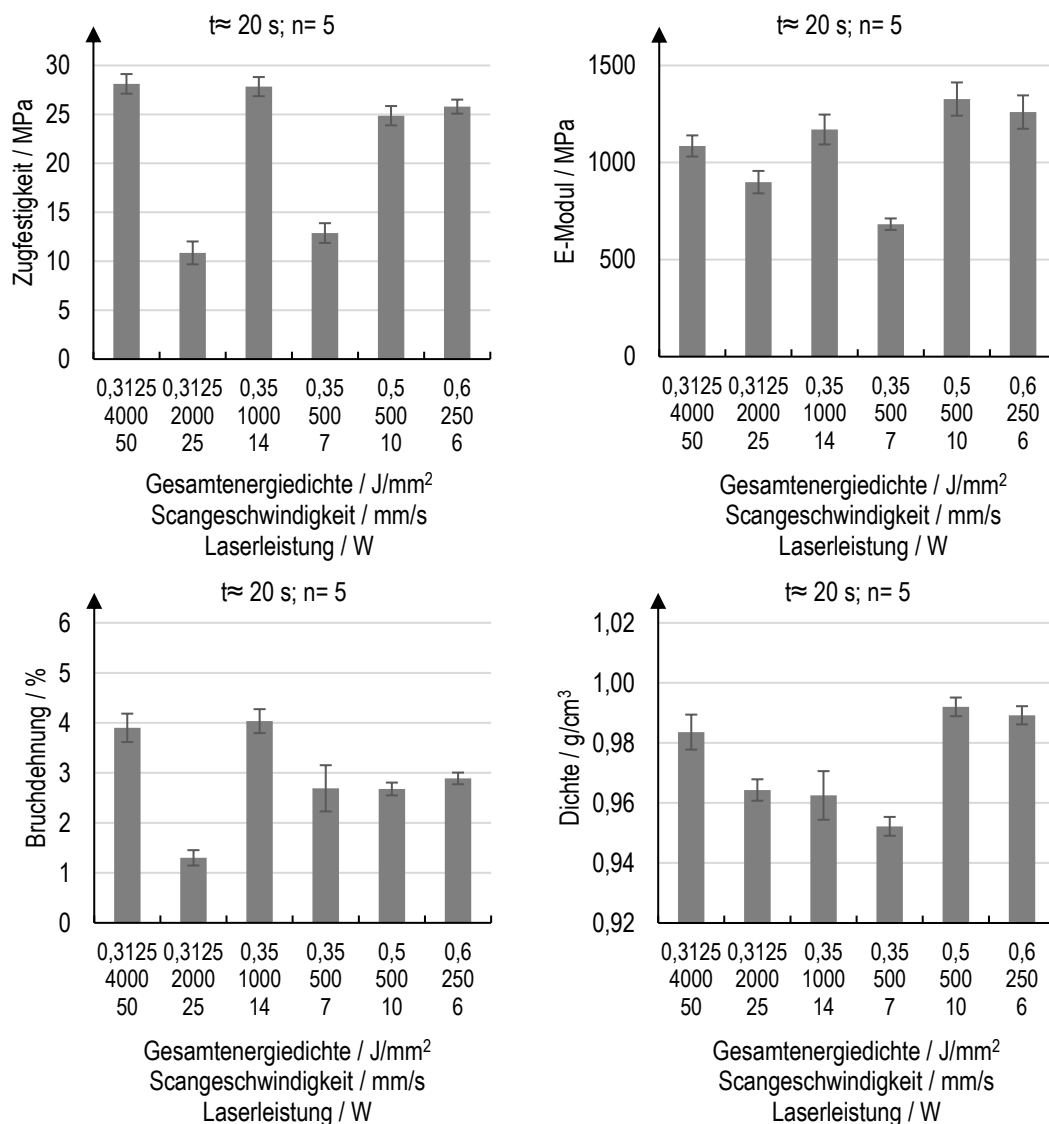 t≈ 20 s; n= 5
Zugfestigkeit / MPa
30
25
20
15
10
5
0
0,3125 0,3125 0,35 0,35 0,5 0,6
4000 2000 1000 500 500 250
50 25 14 7 10 6
Gesamtenergiedichte / J/mm²
Scangeschwindigkeit / mm/s
Laserleistung / W
t≈ 20 s; n= 5
E-Modul / MPa
1500
1000
500
0
0,3125 0,3125 0,35 0,35 0,5 0,6
4000 2000 1000 500 500 250
50 25 14 7 10 6
Gesamtenergiedichte / J/mm²
Scangeschwindigkeit / mm/s
Laserleistung / W
t≈ 20 s; n= 5
Bruchdehnung / %
6
5
4
3
2
1
0
0,3125 0,3125 0,35 0,35 0,5 0,6
4000 2000 1000 500 500 250
50 25 14 7 10 6
Gesamtenergiedichte / J/mm²
Scangeschwindigkeit / mm/s
Laserleistung / W
t≈ 20 s; n= 5
Dichte / g/cm³
1,02
1,00
0,98
0,96
0,94
0,92
0,3125 0,3125 0,35 0,35 0,5 0,6
4000 2000 1000 500 500 250
50 25 14 7 10 6
Gesamtenergiedichte / J/mm²
Scangeschwindigkeit / mm/s
Laserleistung / W